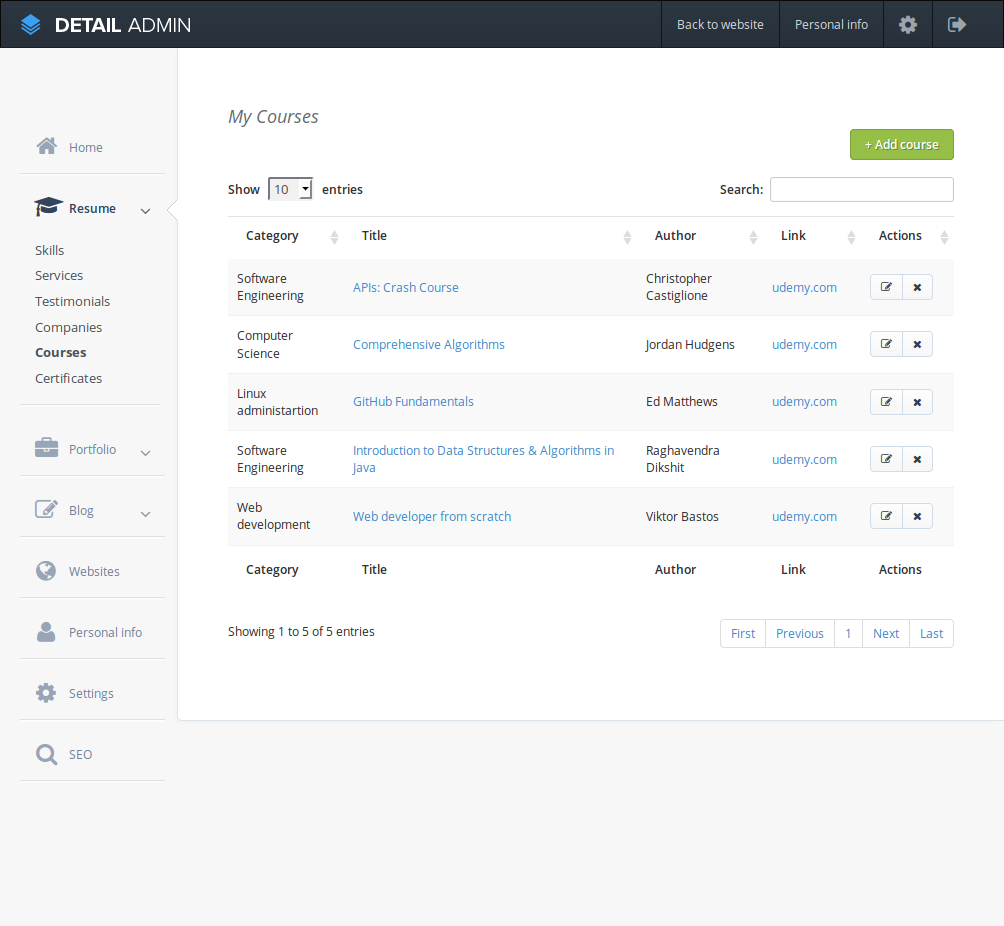 DETAIL ADMIN
Back to website
Personal info
Home
Resume
Skills
Services
Testimonials
Companies
Courses
Certificates
Portfolio
Blog
Websites
Personal info
Settings
SEO
My Courses
+ Add course
Show 10 entries
Search:
Category Title Author Link Actions
Software
Engineering
APIs: Crash Course
Christopher
Castiglione
udemy.com
Computer
Science
Comprehensive Algorithms
Jordan Hudgens
udemy.com
Linux
administartion
GitHub Fundamentals
Ed Matthews
udemy.com
Software
Engineering
Introduction to Data Structures & Algorithms in
Java
Raghavendra
Dikshit
udemy.com
Web
development
Web developer from scratch
Viktor Bastos
udemy.com
Category Title Author Link Actions
Showing 1 to 5 of 5 entries
First Previous 1 Next Last